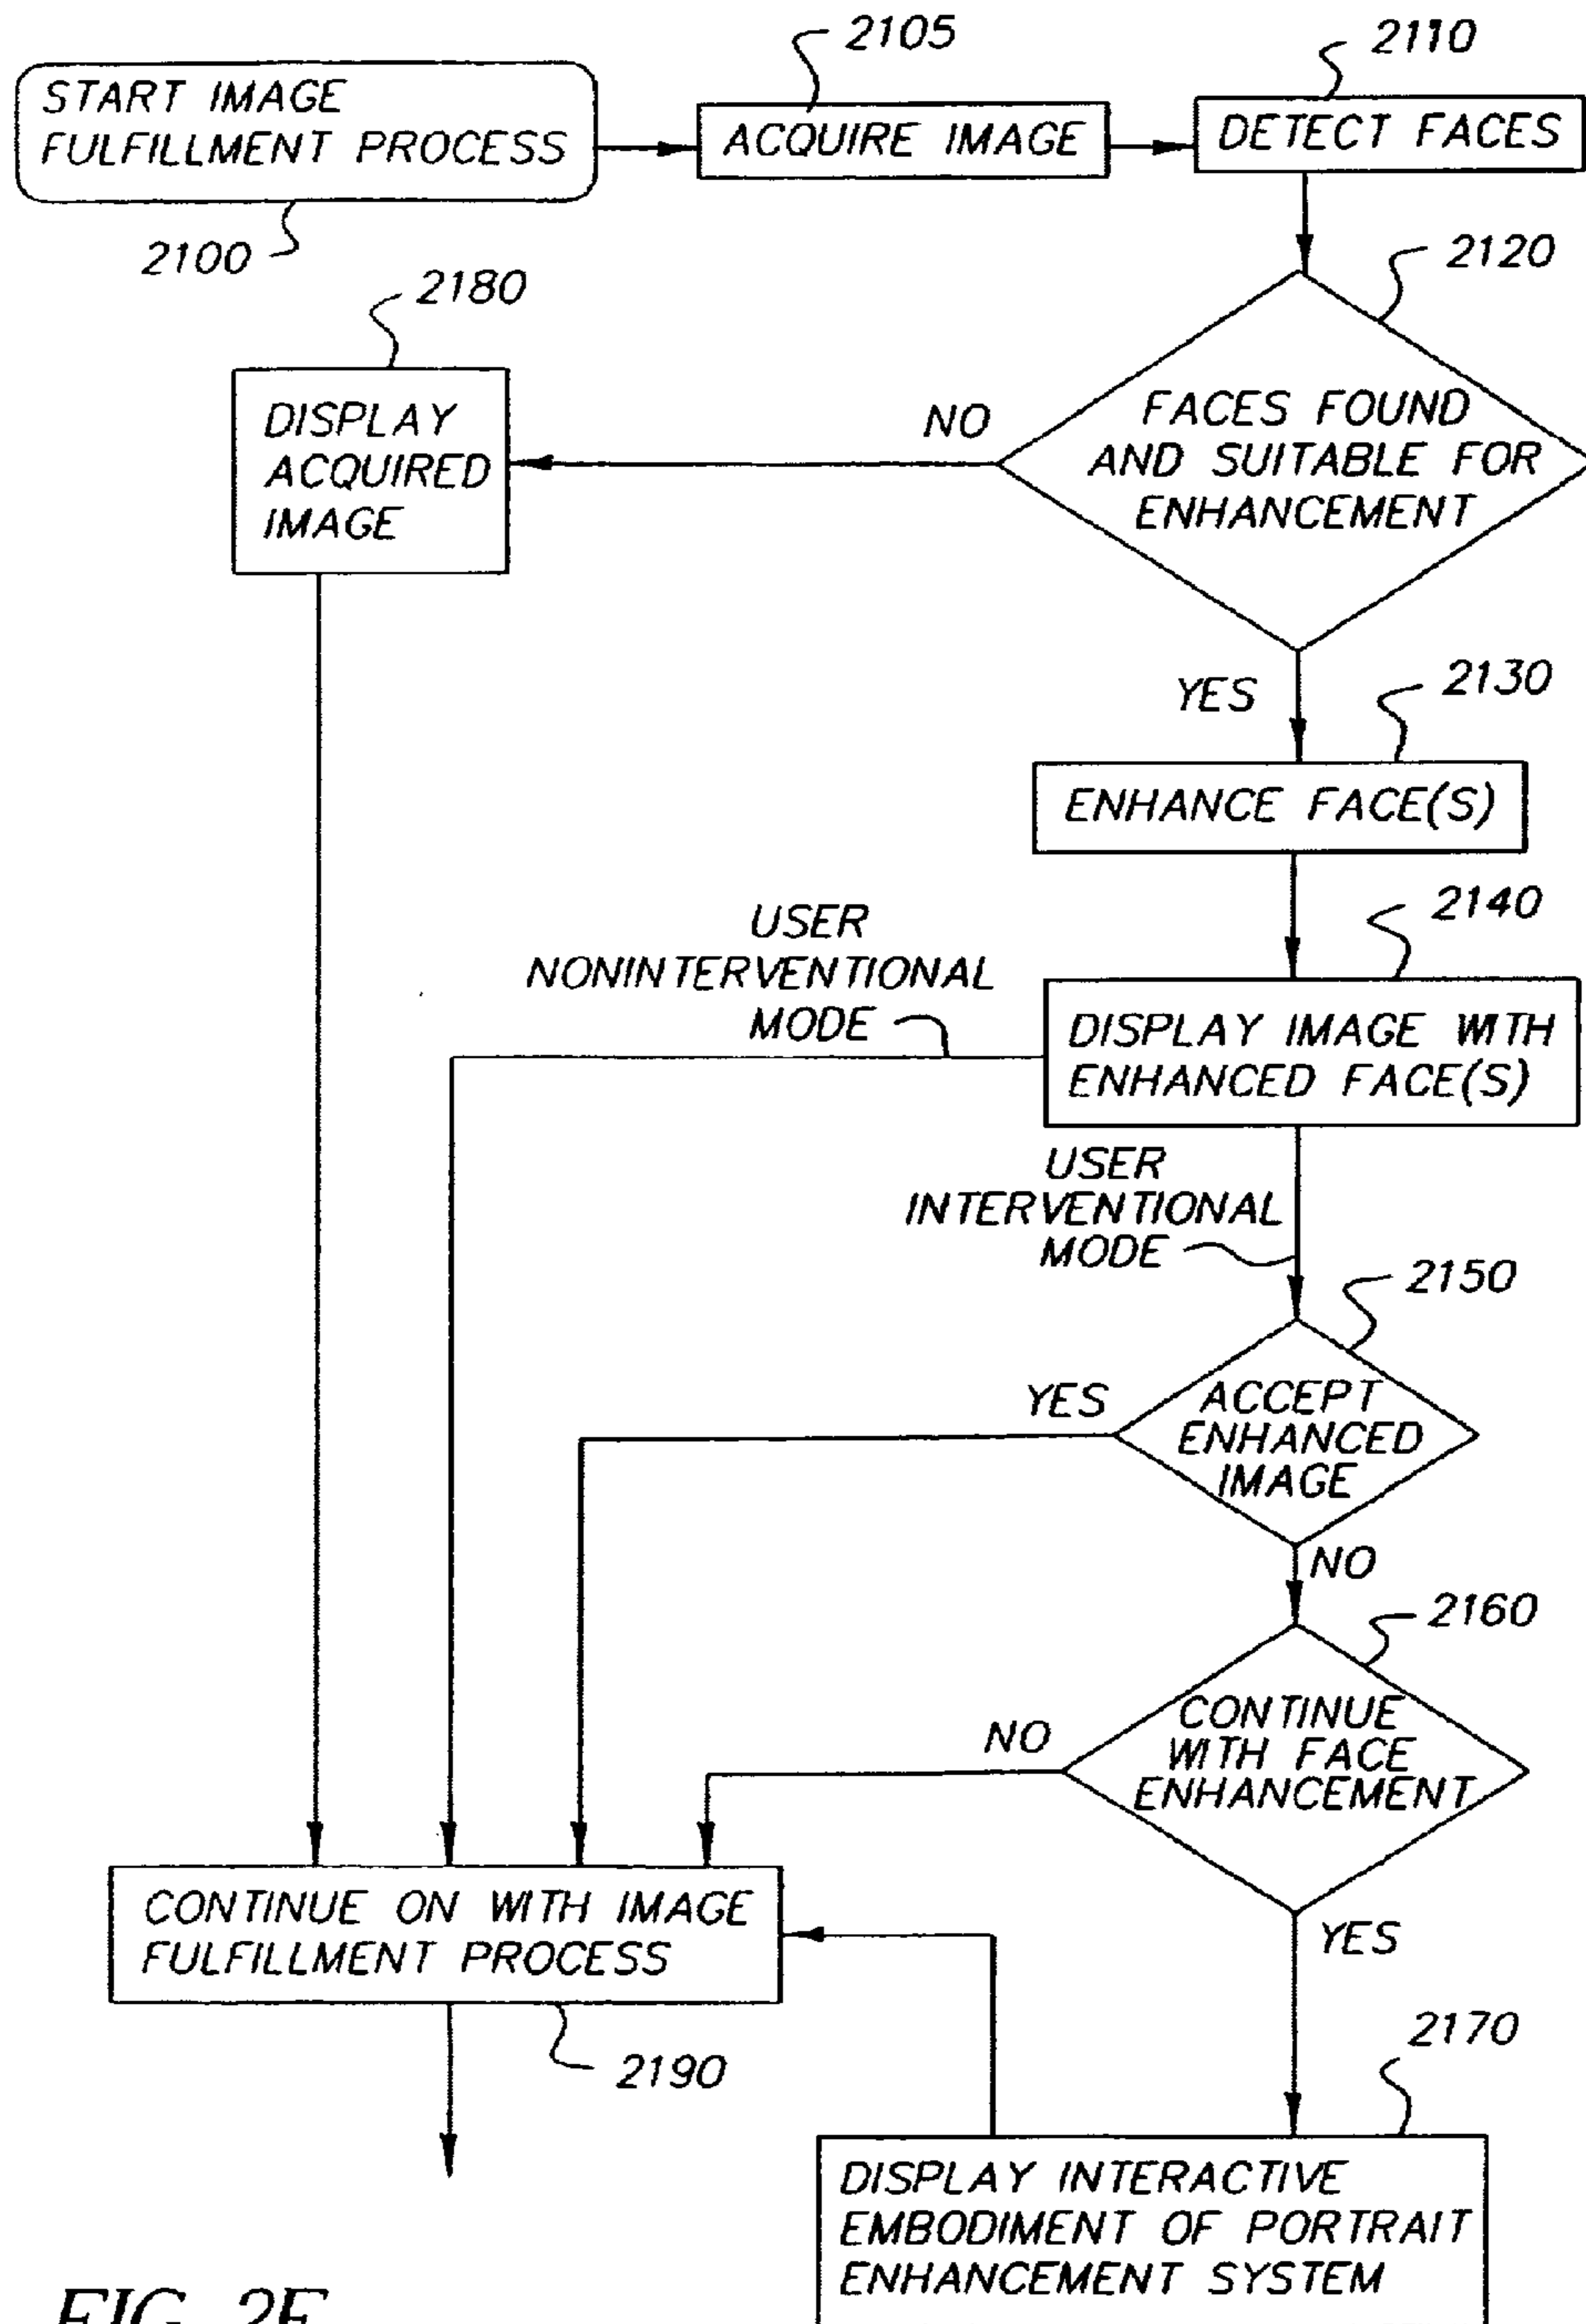 2105
2110
START IMAGE
FULFILLMENT PROCESS
ACQUIRE IMAGE
DETECT FACES
2100
2120
2180
DISPLAY
ACQUIRED
IMAGE
NO
FACES FOUND
AND SUITABLE FOR
ENHANCEMENT
YES
2130
ENHANCE FACE(S)
2140
USER
NONINTERVENTIONAL
MODE
DISPLAY IMAGE WITH
ENHANCED FACE(S)
USER
INTERVENTIONAL
MODE
2150
YES
ACCEPT
ENHANCED
IMAGE
NO
2160
NO
CONTINUE
WITH FACE
ENHANCEMENT
CONTINUE ON WITH IMAGE
FULFILLMENT PROCESS
YES
2190
2170
DISPLAY INTERACTIVE
EMBODIMENT OF PORTRAIT
ENHANCEMENT SYSTEM
FIG.